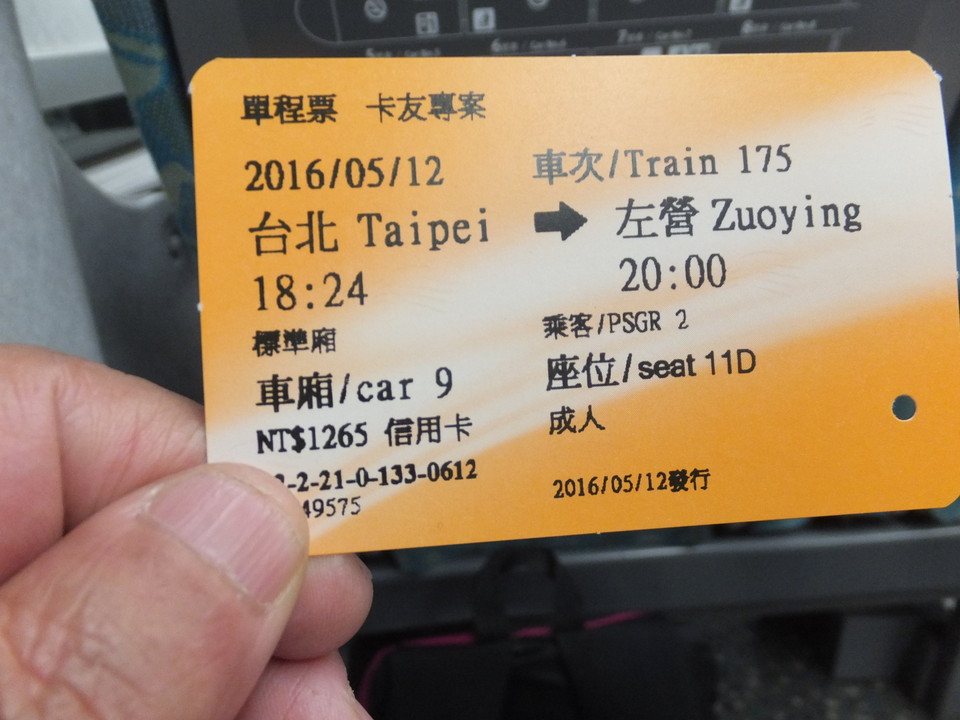 單程票 卡友專案
2016/05/12 車次/Train 175
台北 Taipei → 左營 Zuoying
18:24 20:00
標準廂 乘客/PSGR 2
車廂/car 9 座位/seat 11D
NT$1265 信用卡 成人
-2-21-0-133-0612
49575 2016/05/12發行